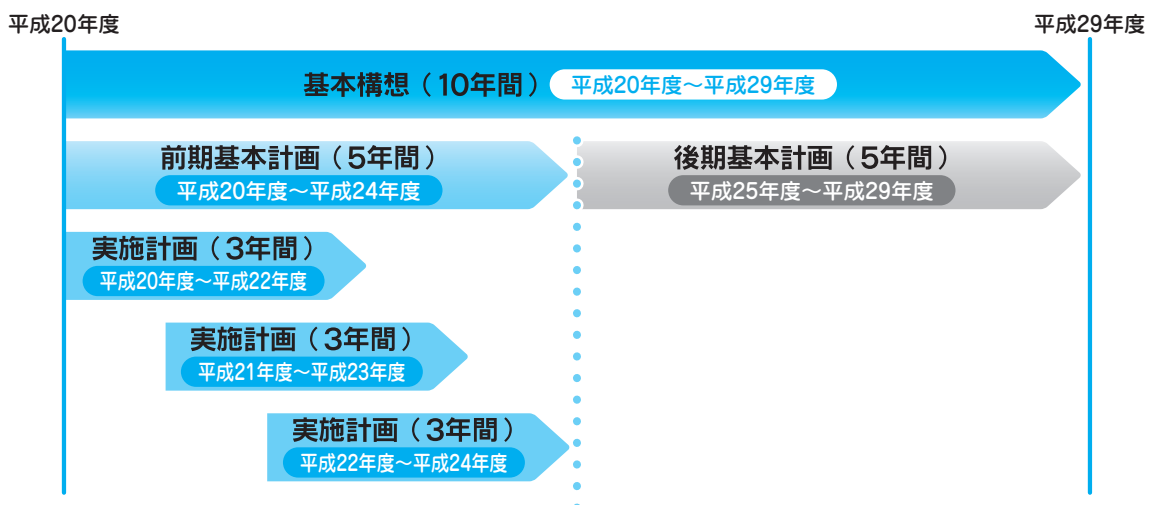 平成20年度
平成29年度
基本構想（10年間） 平成20年度～平成29年度
前期基本計画（5年間）
平成20年度～平成24年度
後期基本計画（5年間）
平成25年度～平成29年度
実施計画（3年間）
平成20年度～平成22年度
実施計画（3年間）
平成21年度～平成23年度
実施計画（3年間）
平成22年度～平成24年度